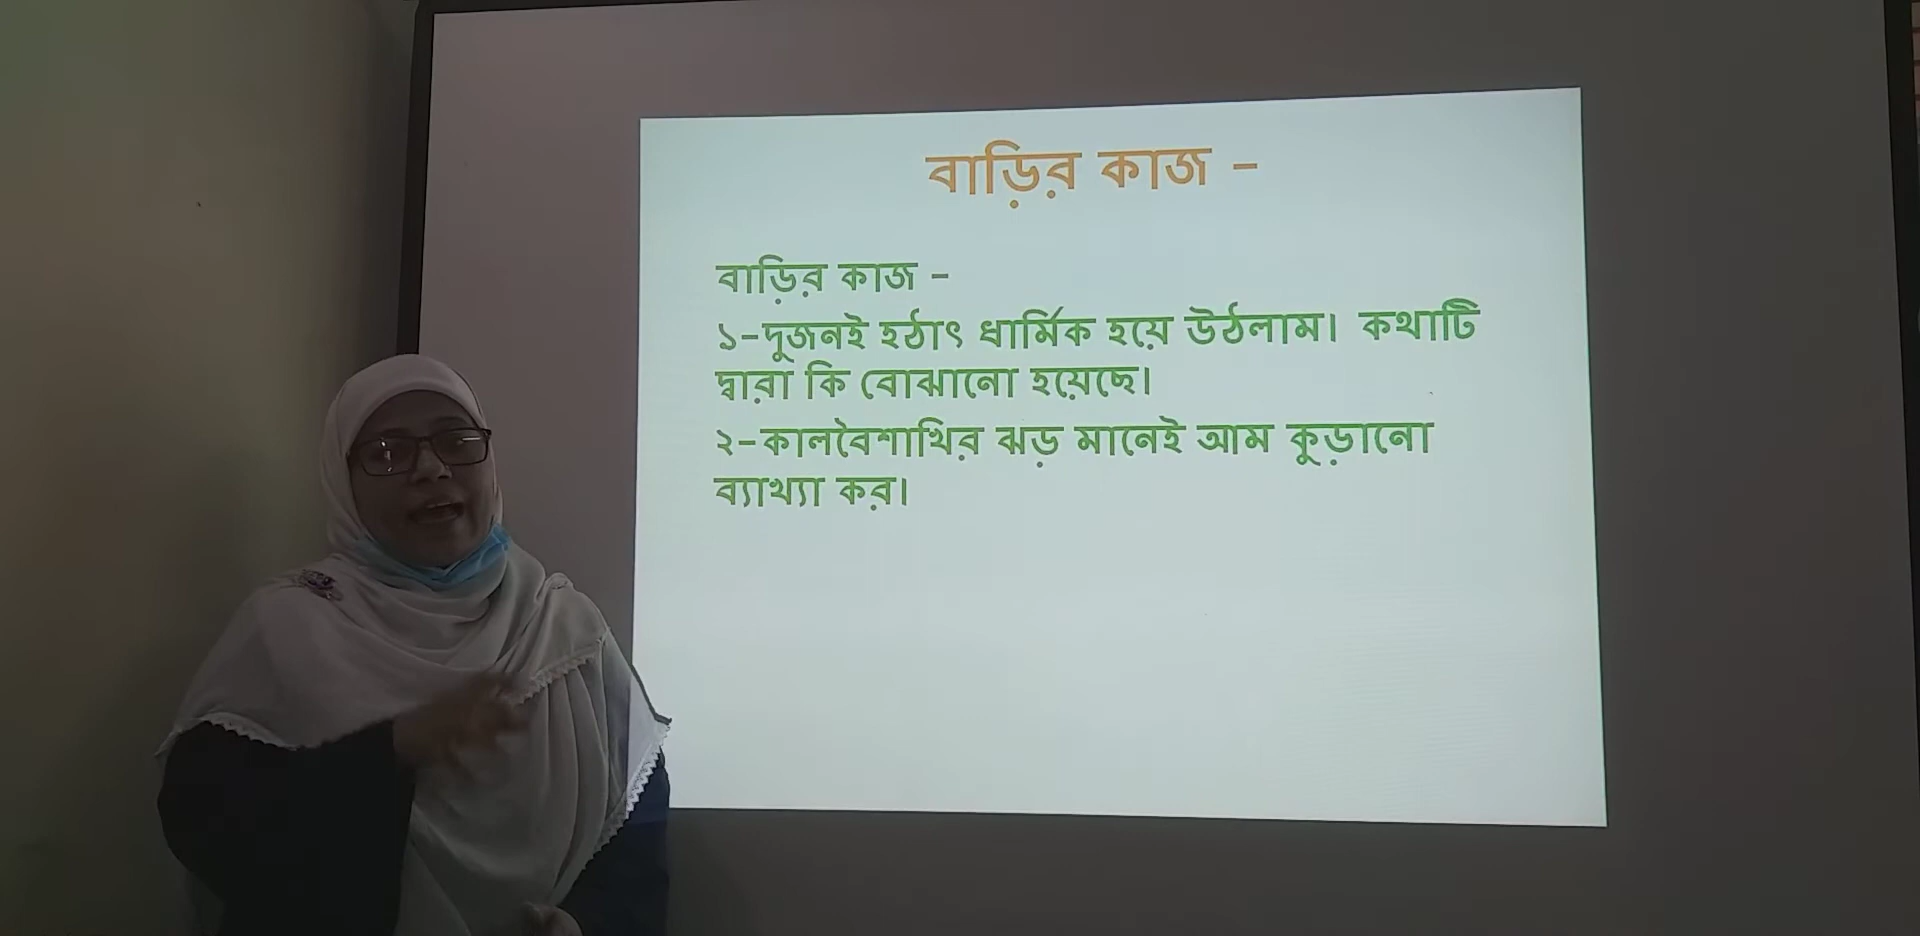 বাড়ির কাজ -
বাড়ির কাজ -
১-দুজনই হঠাৎ ধার্মিক হয়ে উঠলাম। কথাটি
দ্বারা কি বোঝানো হয়েছে।
২-কালবৈশাখির ঝড় মানেই আম কুড়ানো
ব্যাখ্যা কর।